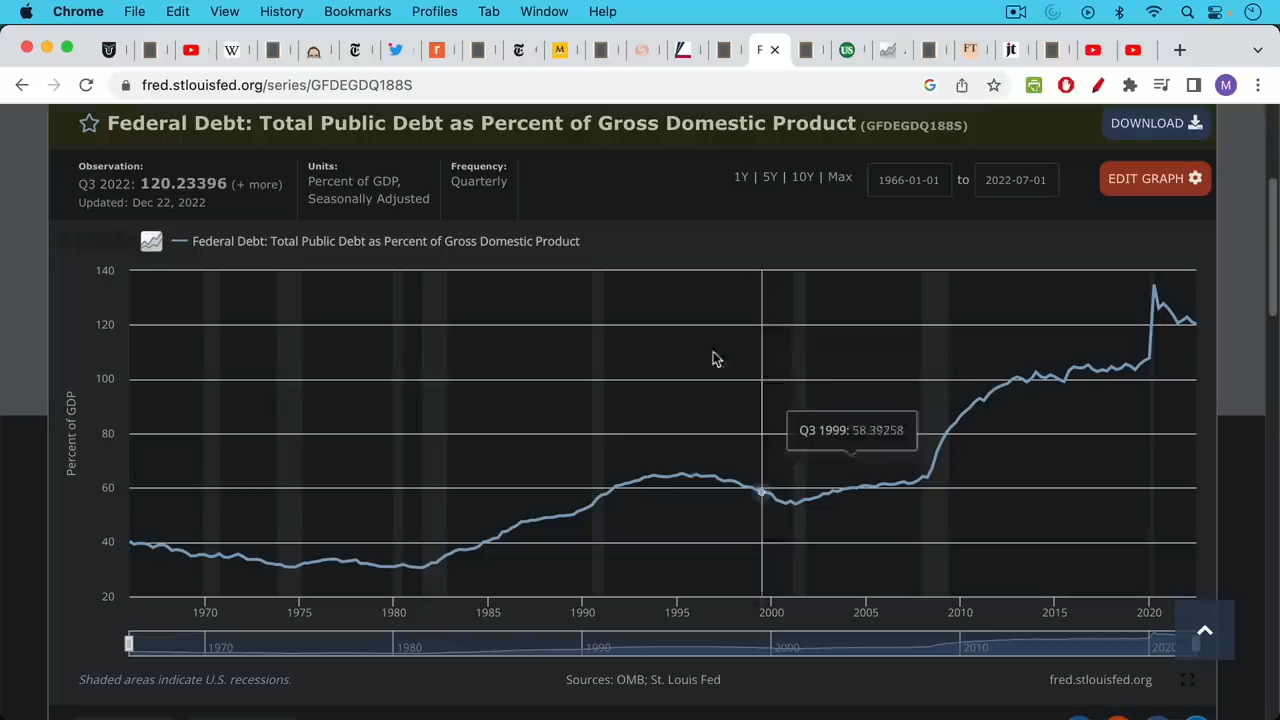 Chrome File Edit View History Bookmarks Profiles Tab Window Help
F
fred.stlouisfed.org/series/GFDEGDQ188S
Federal Debt: Total Public Debt as Percent of Gross Domestic Product (GFDEGDQ188S)
DOWNLOAD
Observation:
Q3 2022: 120.23396 (+ more)
Updated: Dec 22, 2022
Units:
Percent of GDP,
Seasonally Adjusted
Frequency:
Quarterly
1Y | 5Y | 10Y | Max
1966-01-01 to 2022-07-01
EDIT GRAPH
Federal Debt: Total Public Debt as Percent of Gross Domestic Product
140
120
100
80
60
40
20
Percent of GDP
Q3 1999: 58.39258
1970 1975 1980 1985 1990 1995 2000 2005 2010 2015 2020
1970 1980 1990 2000 2010 2020
Shaded areas indicate U.S. recessions.
Sources: OMB; St. Louis Fed
fred.stlouisfed.org